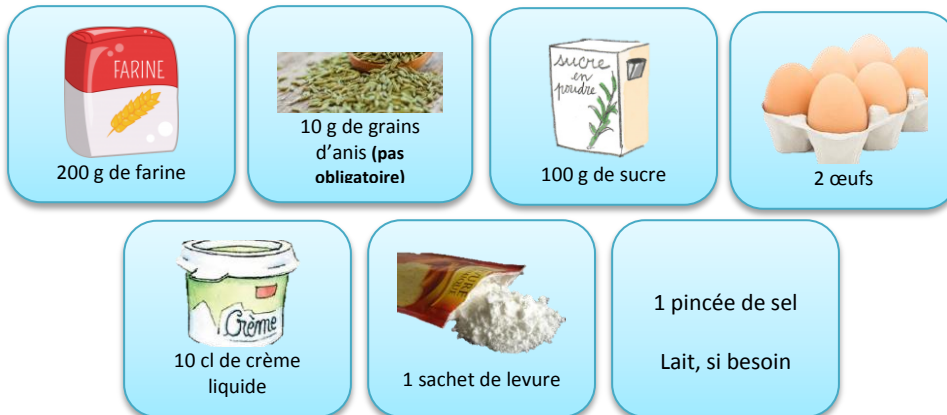 FARINE
200 g de farine
10 g de grains
d'anis (pas
obligatoire)
sucre
en
poudre
100 g de sucre
2 œufs
Crème
10 cl de crème
liquide
1 sachet de levure
1 pincée de sel
Lait, si besoin